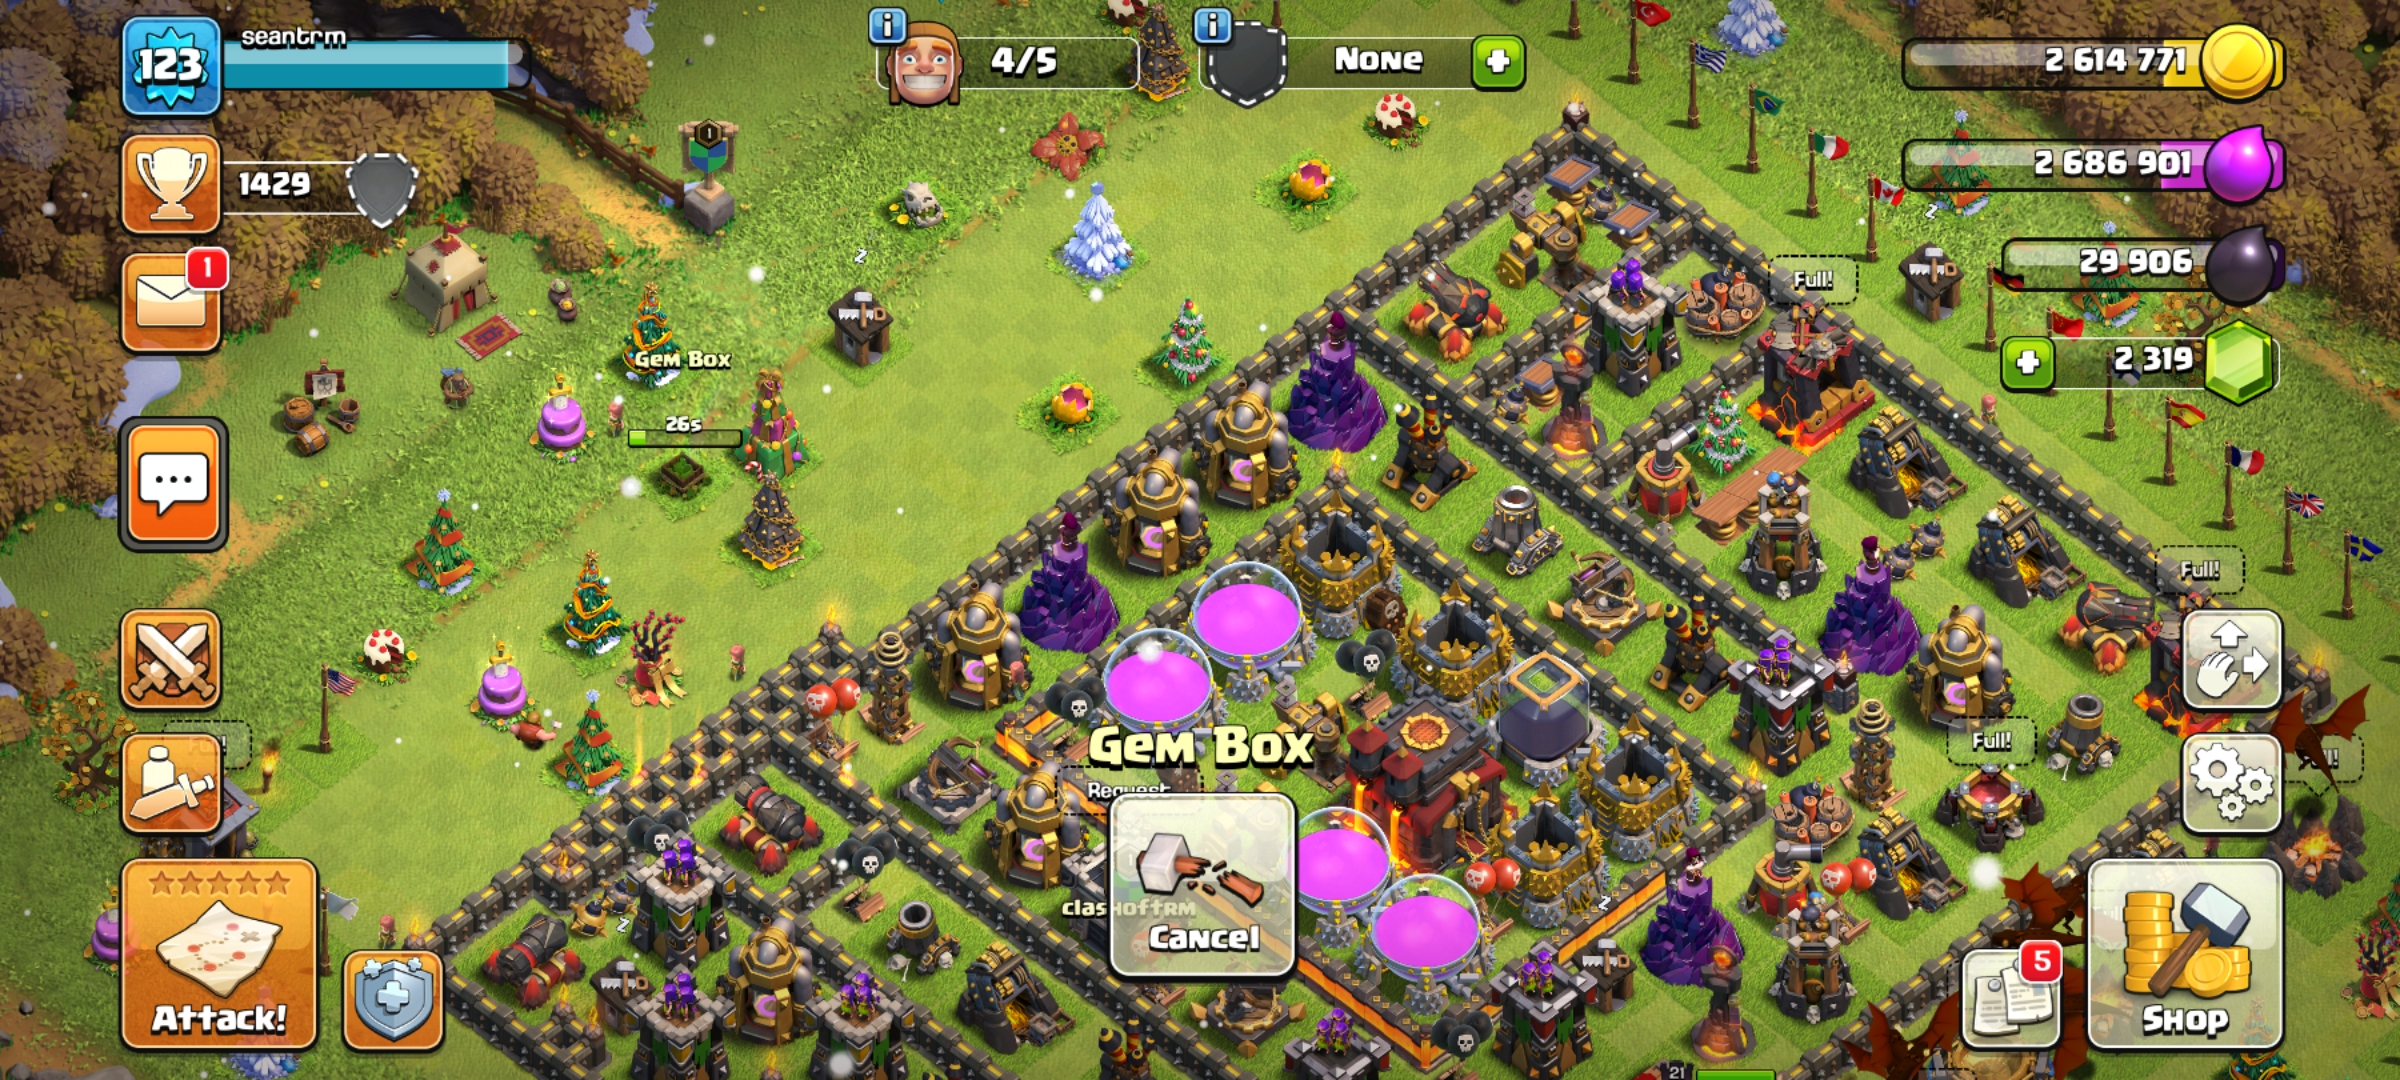 123
seantrm
4/5
None
2 614 771
1429
2 686 901
1
29 906
Full!
z
z
2 319
Gem Box
26s
Full!
Full!
Gem Box
Request
clashoftrm
Cancel
z
z
Attack!
5
Shop
21